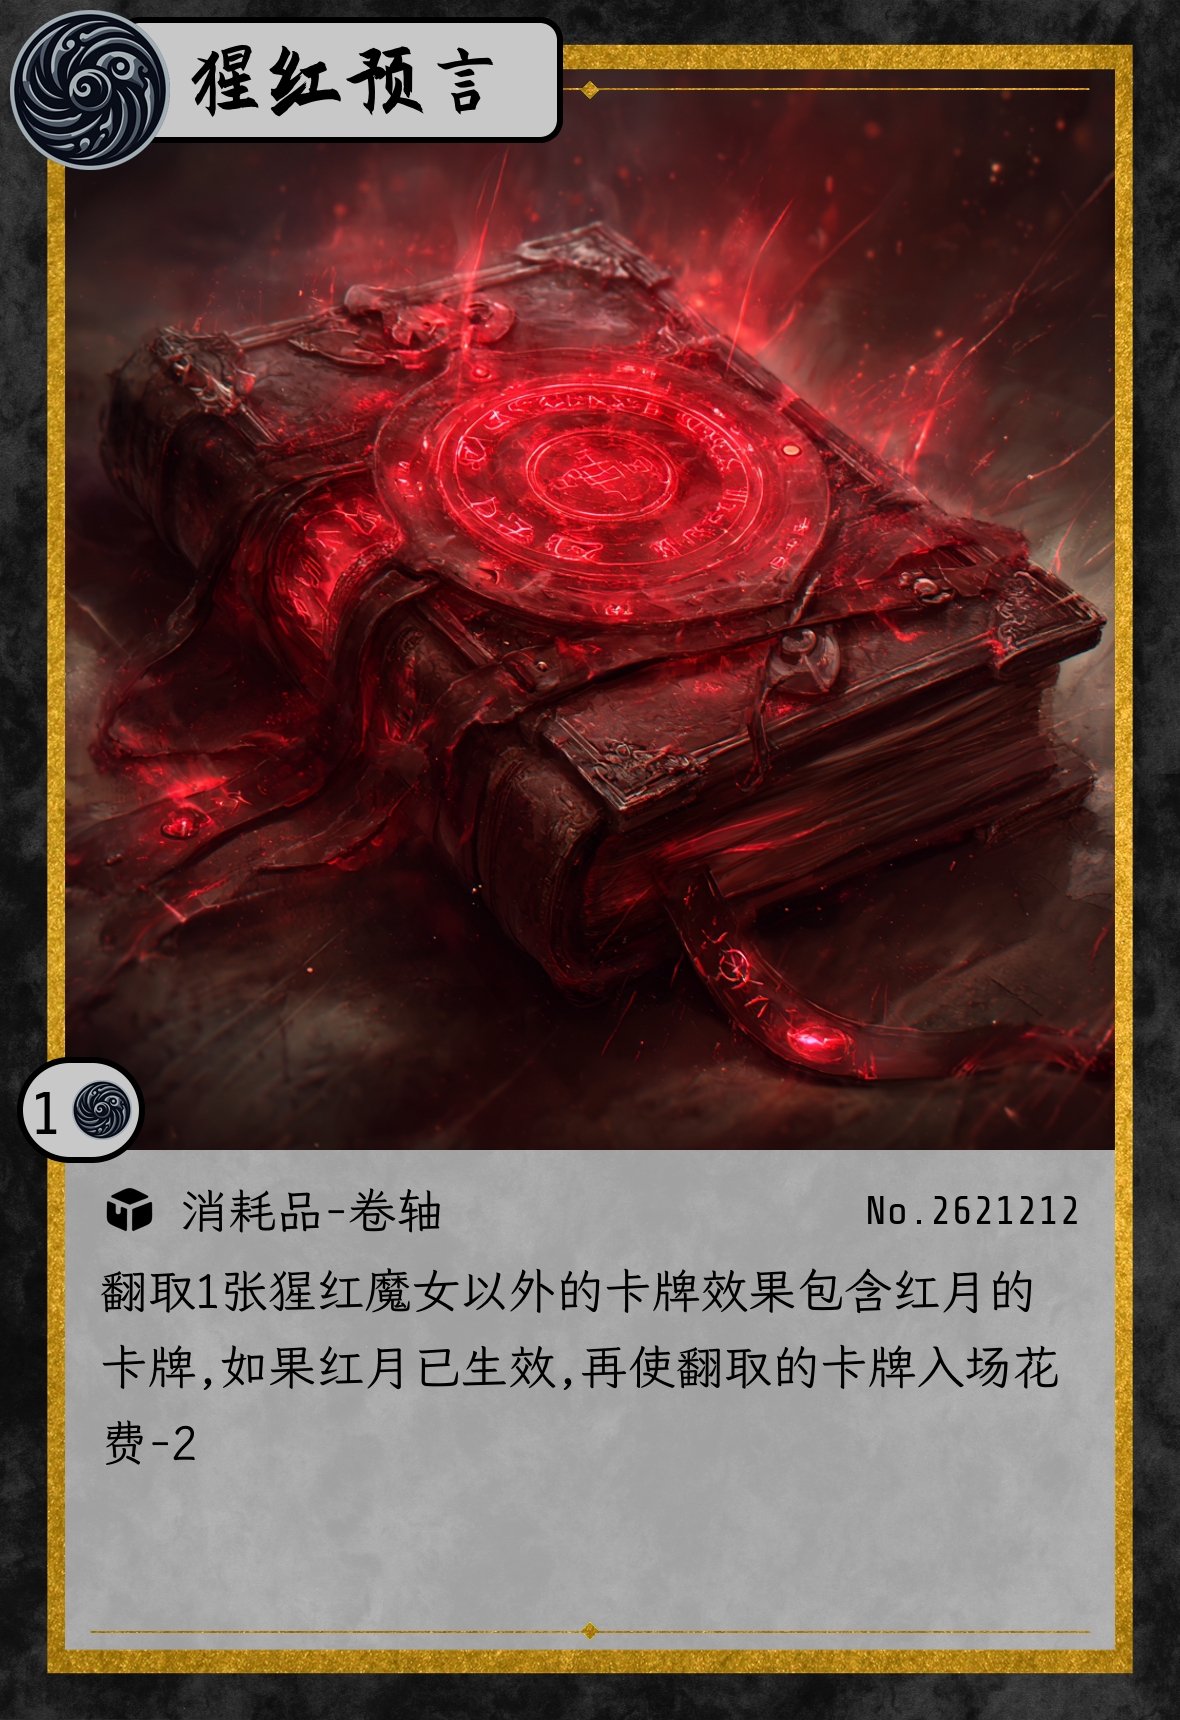 猩红预言
1
消耗品-卷轴
No.2621212
翻取1张猩红魔女以外的卡牌效果包含红月的
卡牌,如果红月已生效,再使翻取的卡牌入场花
费-2